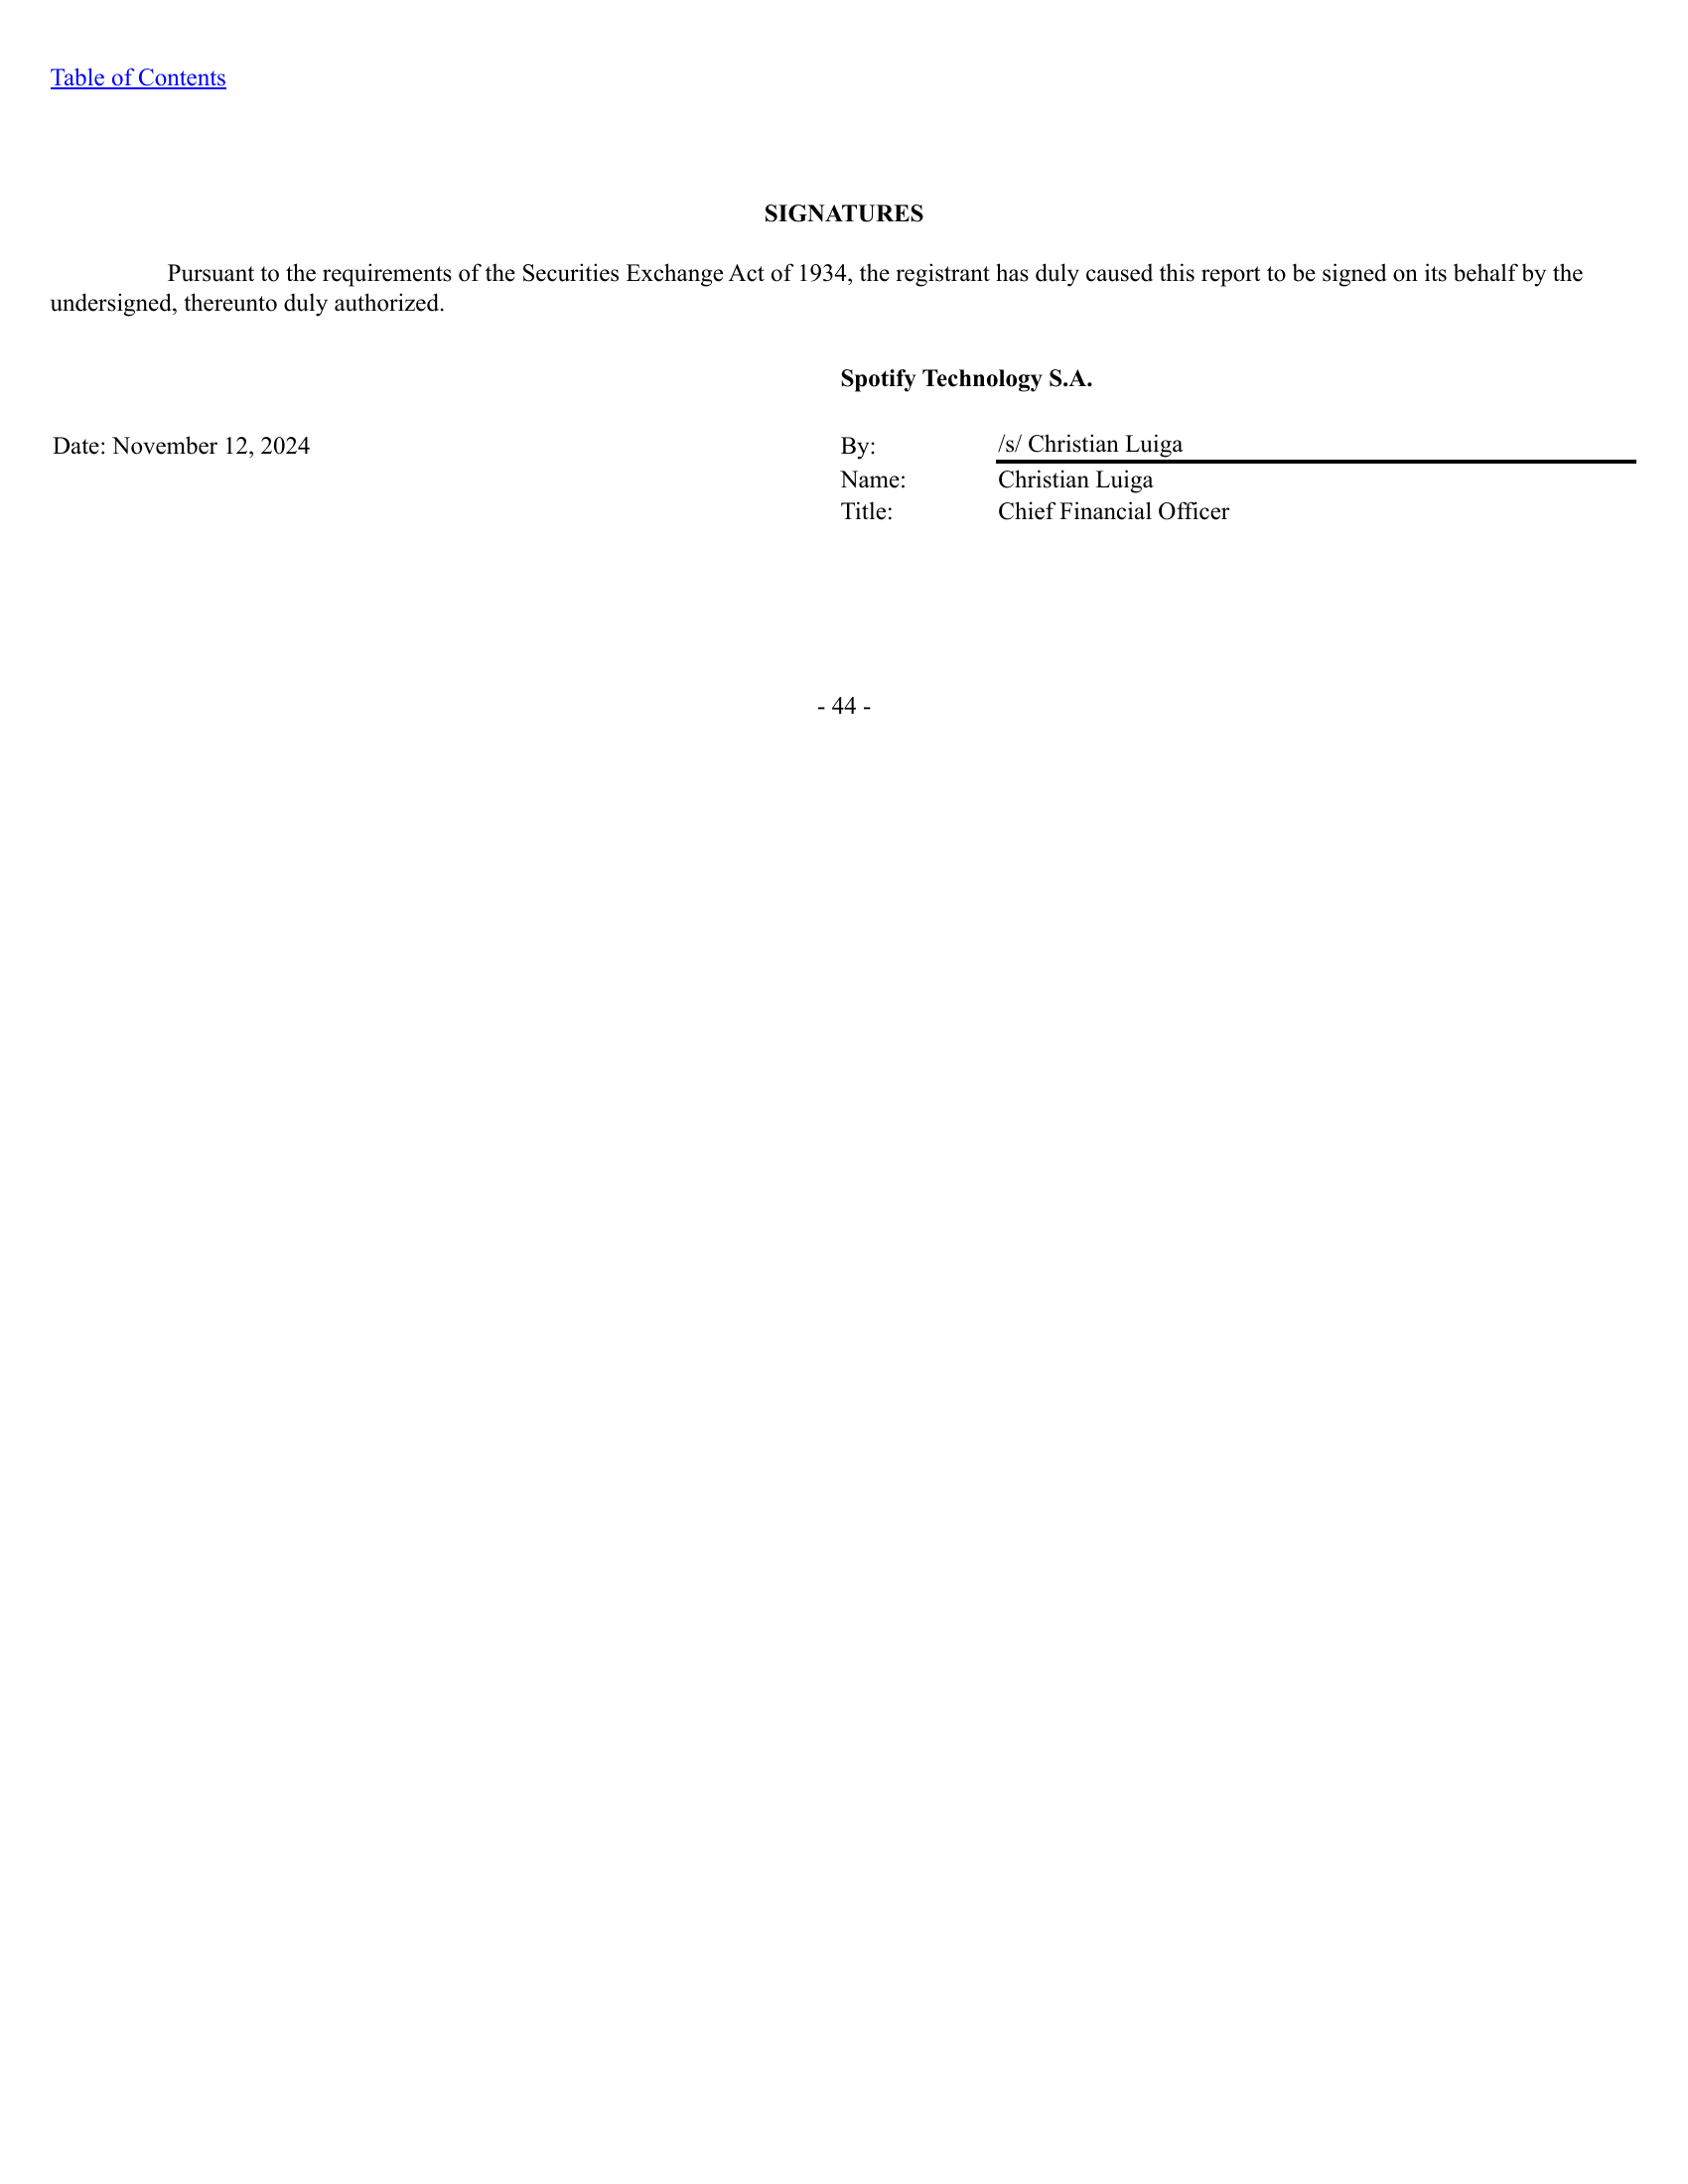 Table of Contents
SIGNATURES
Pursuant to the requirements of the Securities Exchange Act of 1934, the registrant has duly caused this report to be signed on its behalf by the
undersigned, thereunto duly authorized.
Spotify Technology S.A.
Date: November 12, 2024 By: /s/ Christian Luiga
Name: Christian Luiga
Title: Chief Financial Officer
- 44 -